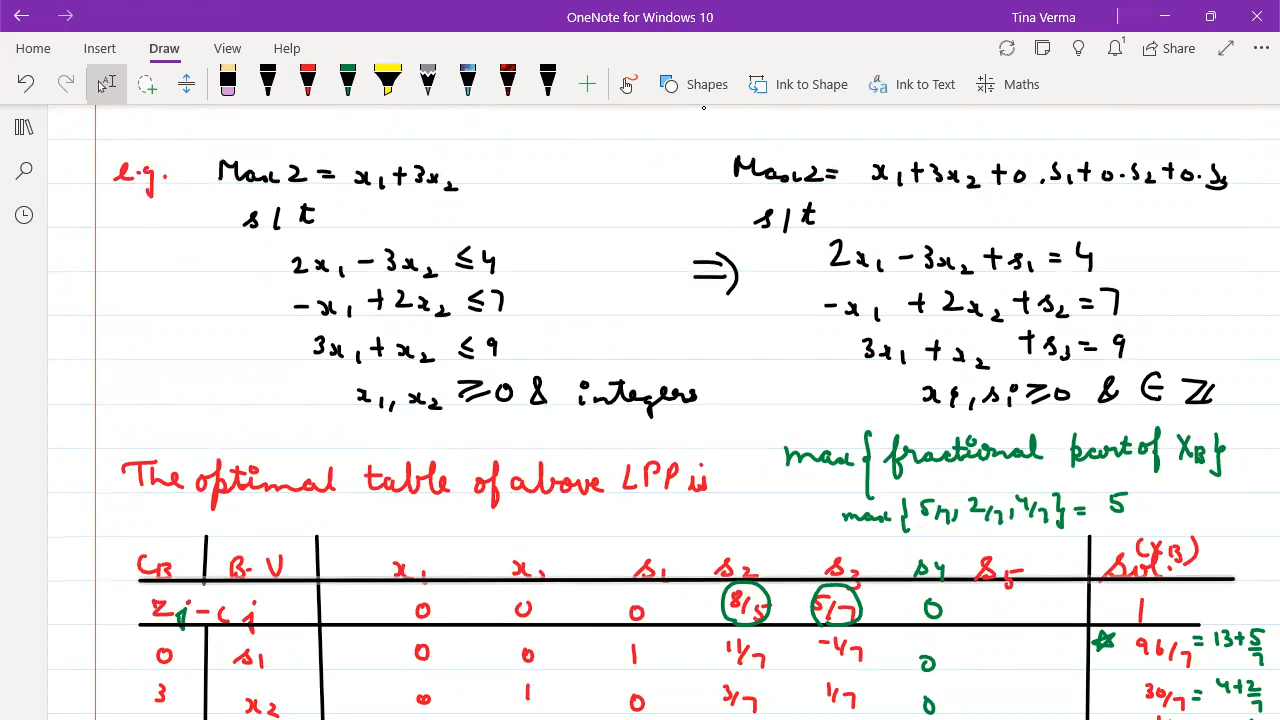 OneNote for Windows 10
Tina Verma
Home Insert Draw View Help
Share
Shapes Ink to Shape Ink to Text Maths
e.g. Max Z = x₁ + 3x₂
s/t
2x₁ - 3x₂ ≤ 4
-x₁ + 2x₂ ≤ 7
3x₁ + x₂ ≤ 9
x₁, x₂ ≥ 0 & integers
⇒
Max Z = x₁ + 3x₂ + 0.s₁ + 0.s₂ + 0.s₃
s/t
2x₁ - 3x₂ + s₁ = 4
-x₁ + 2x₂ + s₂ = 7
3x₁ + x₂ + s₃ = 9
xᵢ, sᵢ ≥ 0 & ∈ ℤ
max { fractional part of X_B }
max { 5/7, 2/7, 4/7 } = 5
The optimal table of above LPP is
C_B B.V x₁ x₂ s₁ s₂ s₃ s₄ s₅ Sol. (X_B)
Zj - Cj 0 0 0 8/5 5/7 0 1
0 s₁ 0 0 1 11/7 -4/7 0 96/7 = 13 + 5/7
3 x₂ 0 1 0 3/7 1/7 0 30/7 = 4 + 2/7